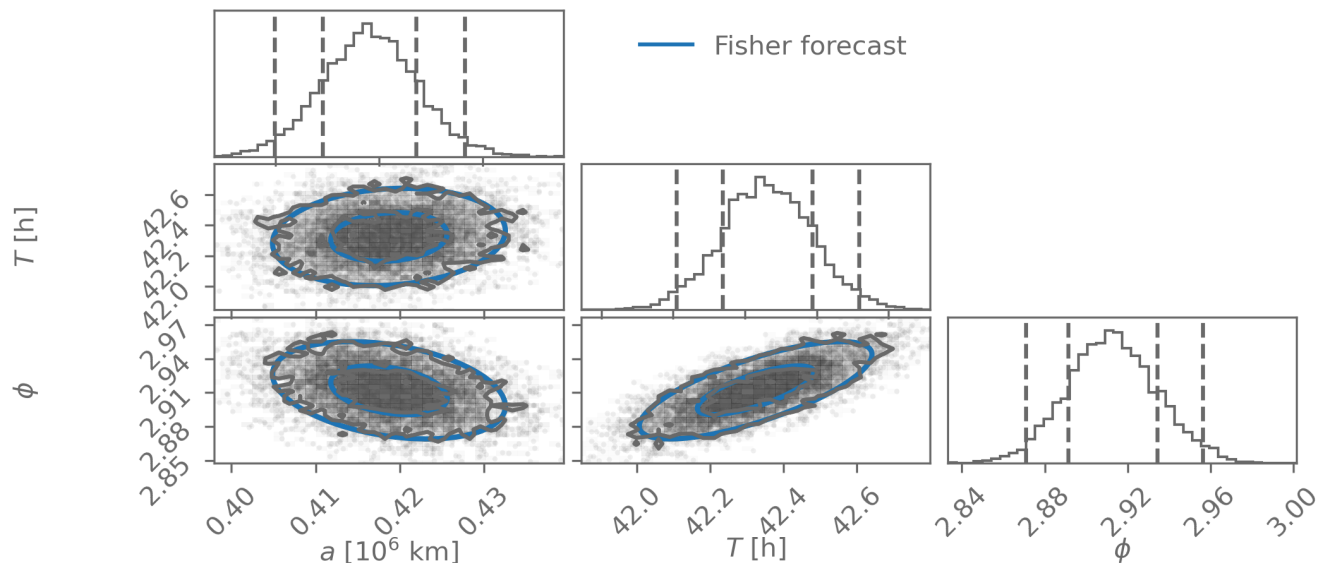 Fisher forecast
T [h]
42.6
42.4
42.2
42.0
ϕ
2.97
2.94
2.91
2.88
2.85
0.40 0.41 0.42 0.43
42.0 42.2 42.4 42.6
2.84 2.88 2.92 2.96 3.00
a [10⁶ km] T [h] ϕ